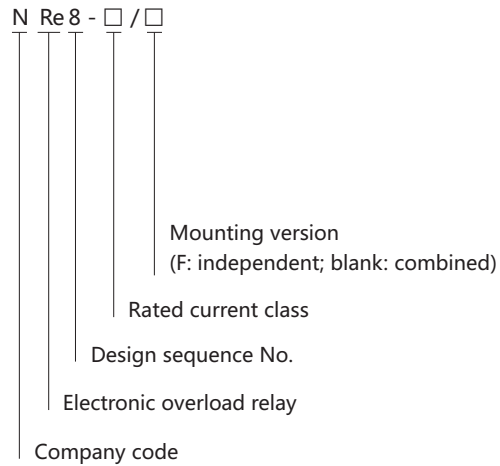 N Re 8 - □ / □
Mounting version
(F: independent; blank: combined)
Rated current class
Design sequence No.
Electronic overload relay
Company code